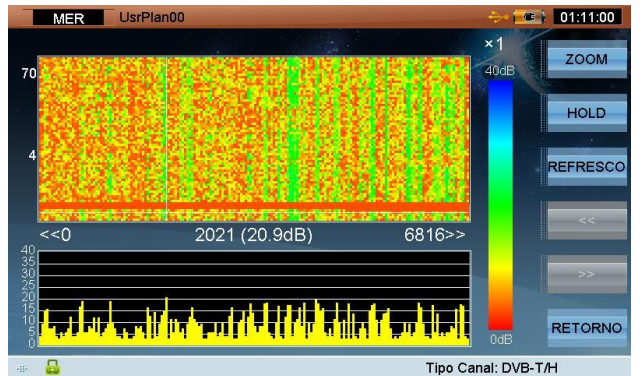 MER UsrPlan00 01:11:00
×1
40dB
ZOOM
70
HOLD
4
REFRESCO
<<0 2021 (20.9dB) 6816>>
<<
40
35
30
25
20
15
10
5
0
>>
0dB
RETORNO
Tipo Canal: DVB-T/H